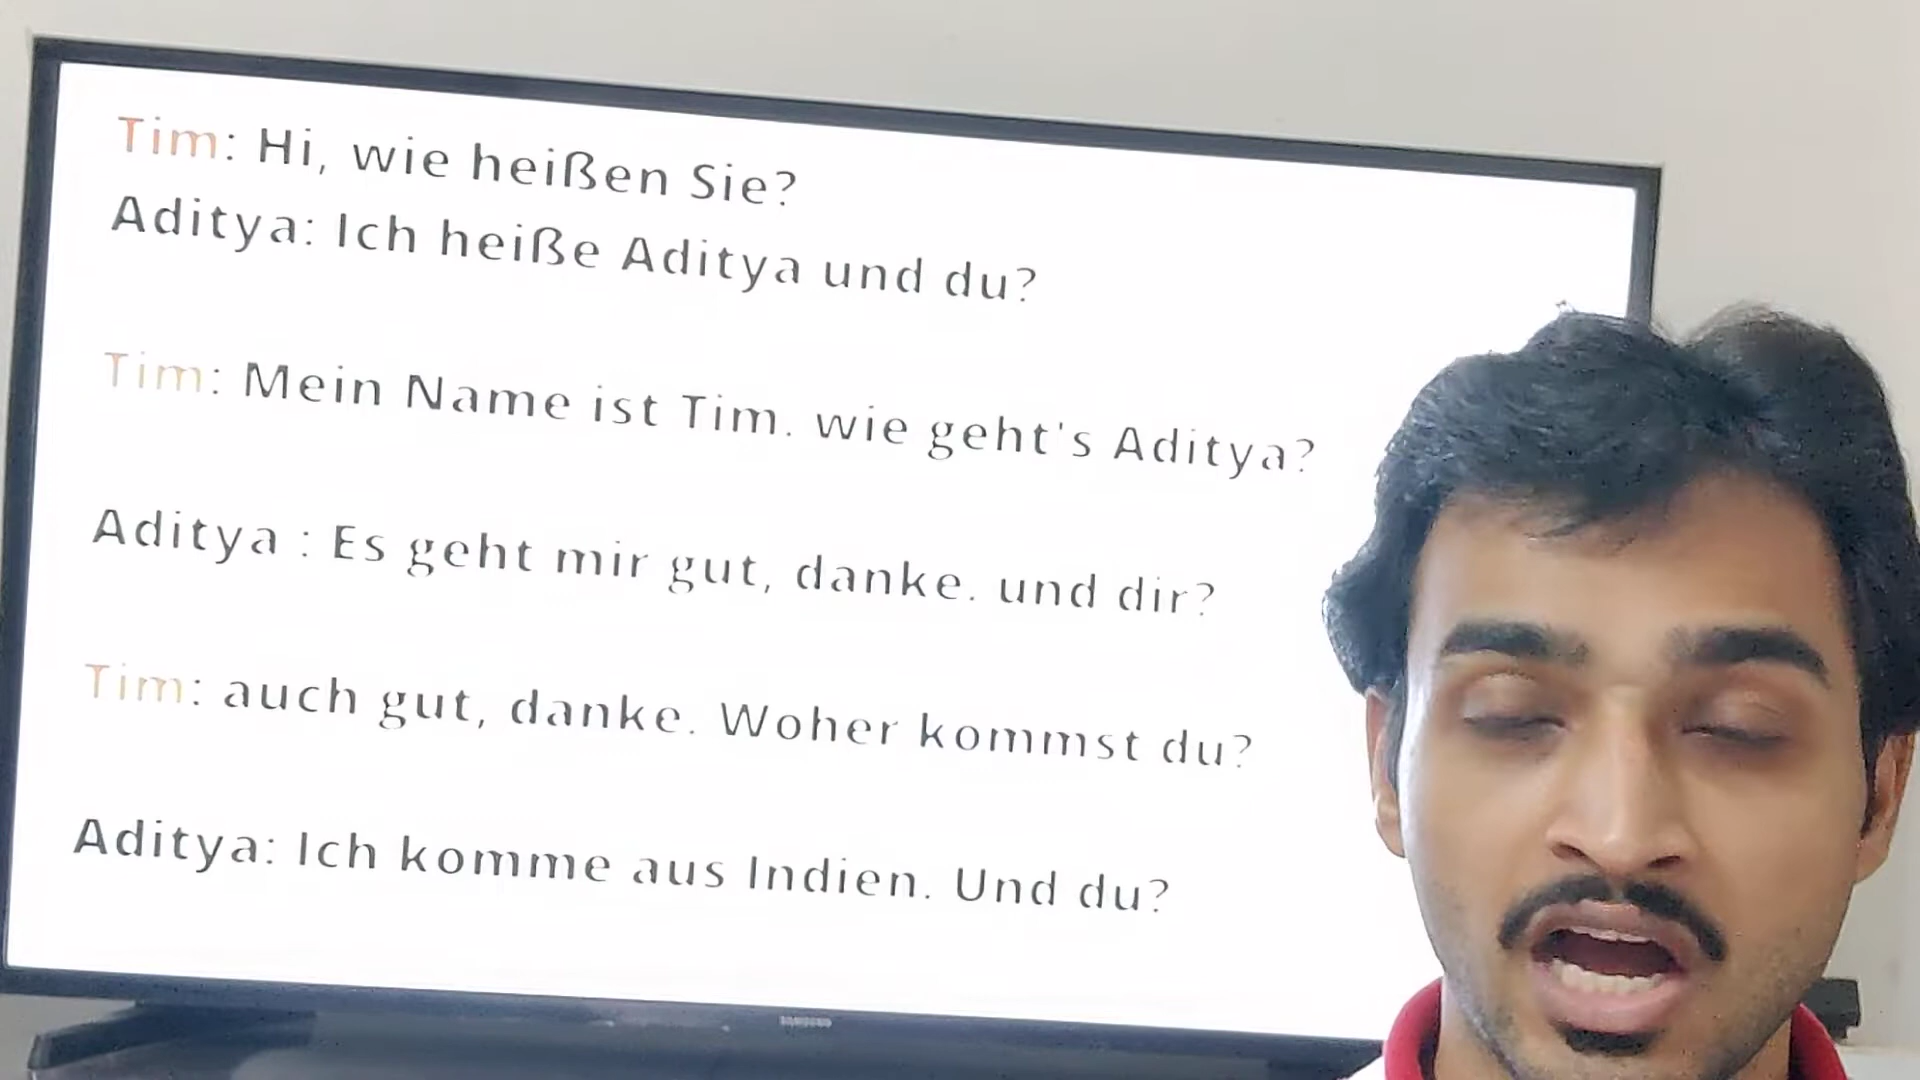 Tim: Hi, wie heißen Sie?
Aditya: Ich heiße Aditya und du?
Tim: Mein Name ist Tim. wie geht's Aditya?
Aditya : Es geht mir gut, danke. und dir?
Tim: auch gut, danke. Woher kommst du?
Aditya: Ich komme aus Indien. Und du?
SAMSUNG